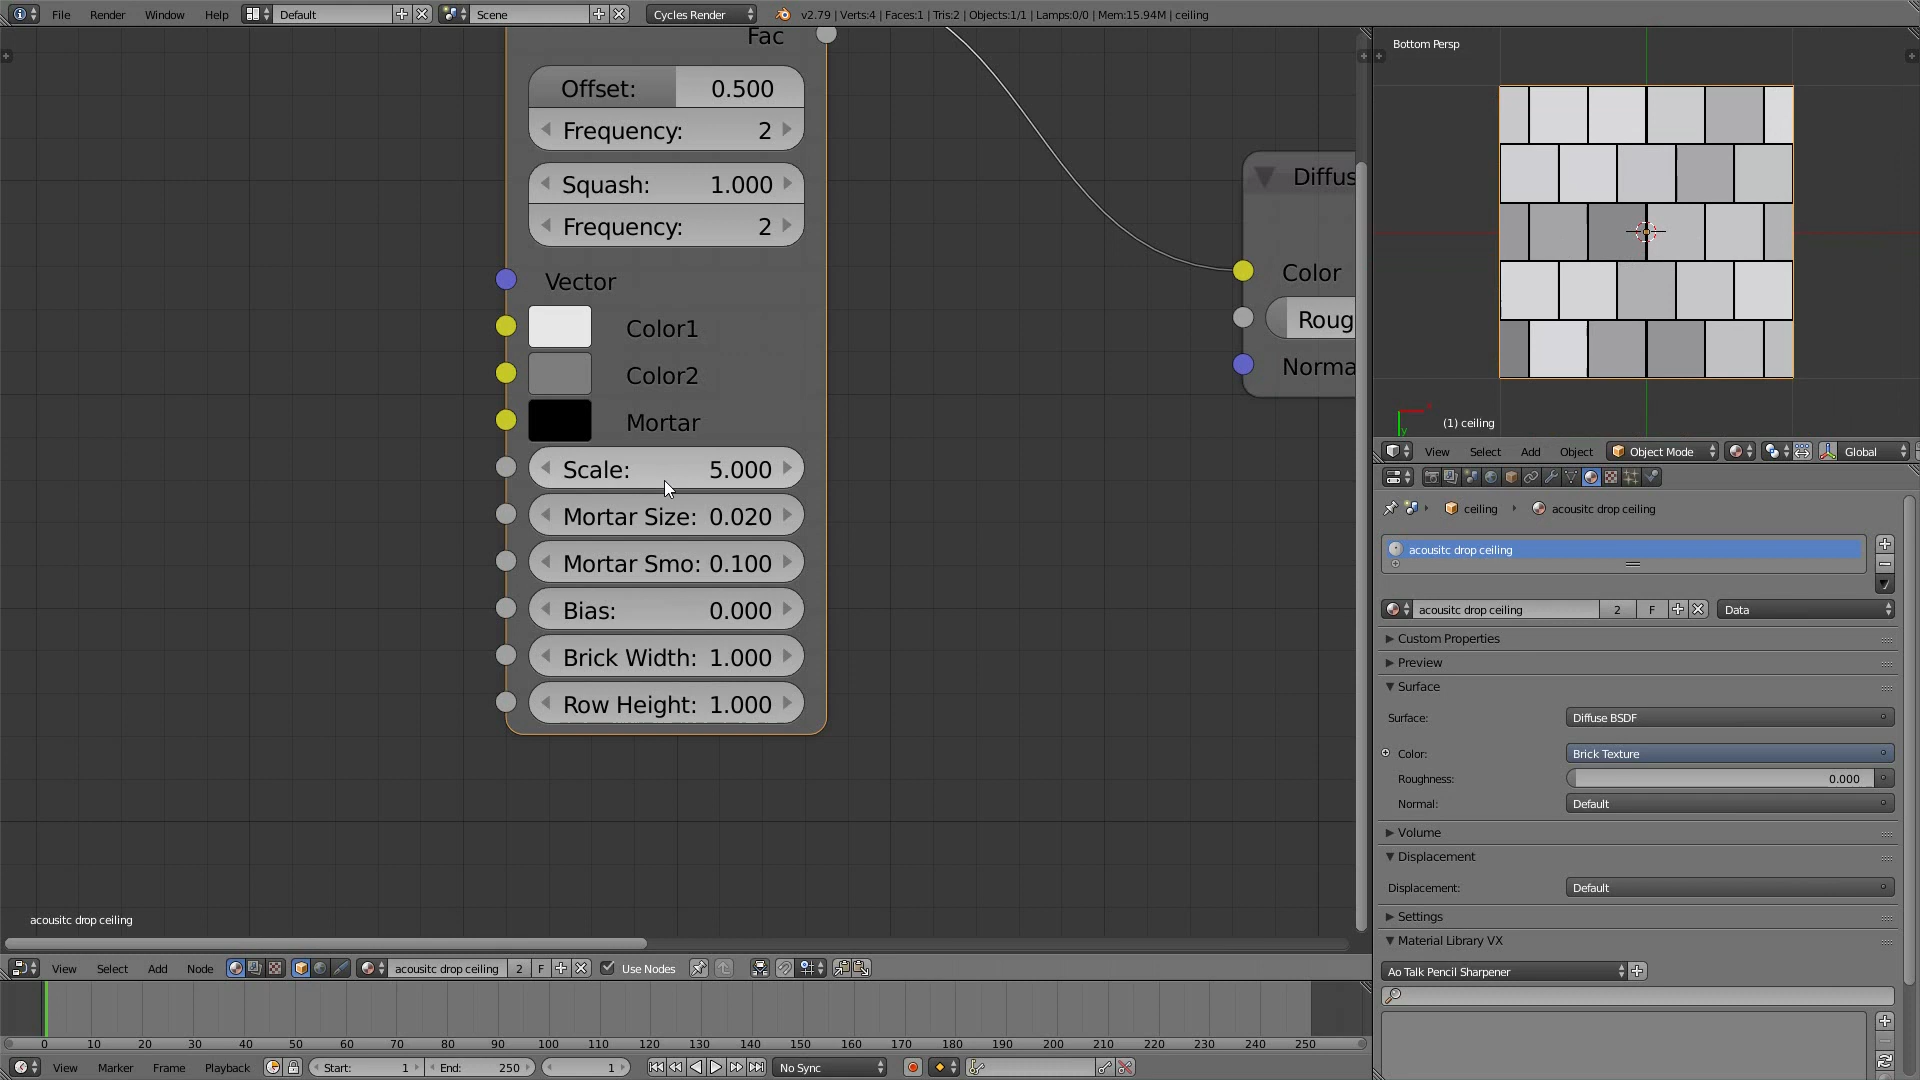 File Render Window Help Default Scene Cycles Render v2.79 | Verts:4 | Faces:1 | Tris:2 | Objects:1/1 | Lamps:0/0 | Mem:15.94M | ceiling
Fac
Offset: 0.500
Frequency: 2
Squash: 1.000
Frequency: 2
Vector
Color1
Color2
Mortar
Scale: 5.000
Mortar Size: 0.020
Mortar Smo: 0.100
Bias: 0.000
Brick Width: 1.000
Row Height: 1.000
Diffus
Color
Roug
Norma
acousitc drop ceiling
View Select Add Node acousitc drop ceiling 2 F Use Nodes
0 10 20 30 40 50 60 70 80 90 100 110 120 130 140 150 160 170 180 190 200 210 220 230 240 250
View Marker Frame Playback Start: 1 End: 250 1 No Sync
Bottom Persp
y
(1) ceiling
View Select Add Object Object Mode Global
ceiling acousitc drop ceiling
acousitc drop ceiling
acousitc drop ceiling 2 F Data
Custom Properties
Preview
Surface
Surface: Diffuse BSDF
Color: Brick Texture
Roughness: 0.000
Normal: Default
Volume
Displacement
Displacement: Default
Settings
Material Library VX
Ao Talk Pencil Sharpener